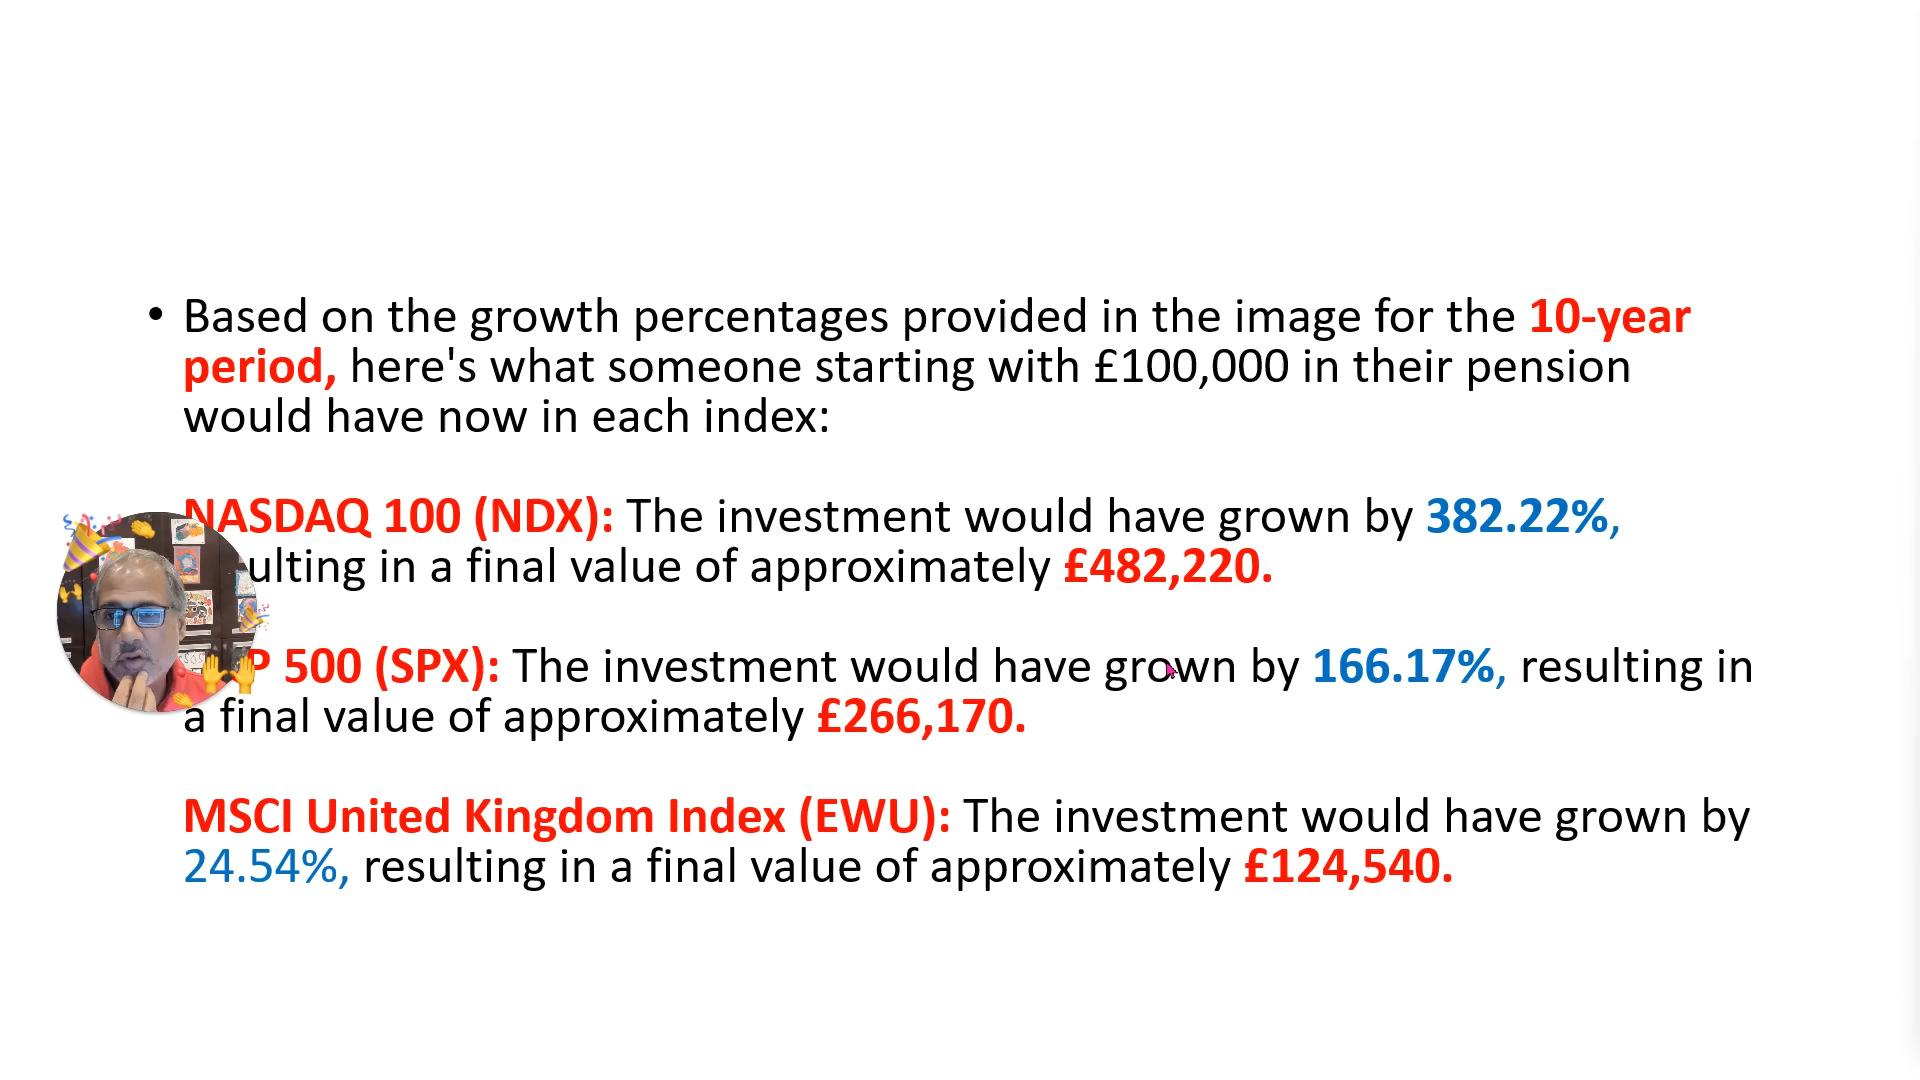 • Based on the growth percentages provided in the image for the 10-year
period, here's what someone starting with £100,000 in their pension
would have now in each index:
NASDAQ 100 (NDX): The investment would have grown by 382.22%,
ulting in a final value of approximately £482,220.
P 500 (SPX): The investment would have grown by 166.17%, resulting in
a final value of approximately £266,170.
MSCI United Kingdom Index (EWU): The investment would have grown by
24.54%, resulting in a final value of approximately £124,540.